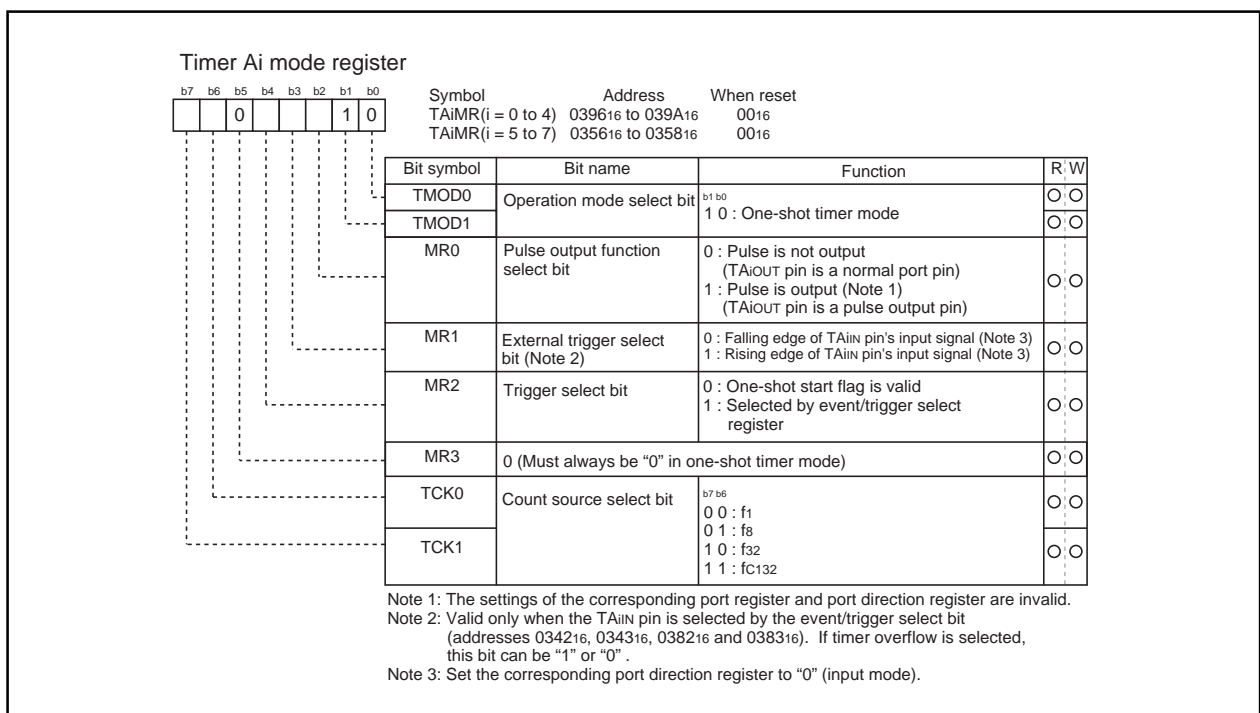 Timer Ai mode register
b7 b6 b5 b4 b3 b2 b1 b0
0 1 0
Symbol Address When reset
TAiMR(i = 0 to 4) 039616 to 039A16 0016
TAiMR(i = 5 to 7) 035616 to 035816 0016
Bit symbol Bit name Function R W
TMOD0 Operation mode select bit b1 b0
1 0 : One-shot timer mode
TMOD1
MR0 Pulse output function
select bit
0 : Pulse is not output
(TAiOUT pin is a normal port pin)
1 : Pulse is output (Note 1)
(TAiOUT pin is a pulse output pin)
MR1 External trigger select
bit (Note 2)
0 : Falling edge of TAiIN pin's input signal (Note 3)
1 : Rising edge of TAiIN pin's input signal (Note 3)
MR2 Trigger select bit
0 : One-shot start flag is valid
1 : Selected by event/trigger select
register
MR3 0 (Must always be “0” in one-shot timer mode)
TCK0 Count source select bit
b7 b6
0 0 : f1
0 1 : f8
TCK1
1 0 : f32
1 1 : fC132
Note 1: The settings of the corresponding port register and port direction register are invalid.
Note 2: Valid only when the TAiIN pin is selected by the event/trigger select bit
(addresses 034216, 034316, 038216 and 038316). If timer overflow is selected,
this bit can be “1” or “0” .
Note 3: Set the corresponding port direction register to “0” (input mode).